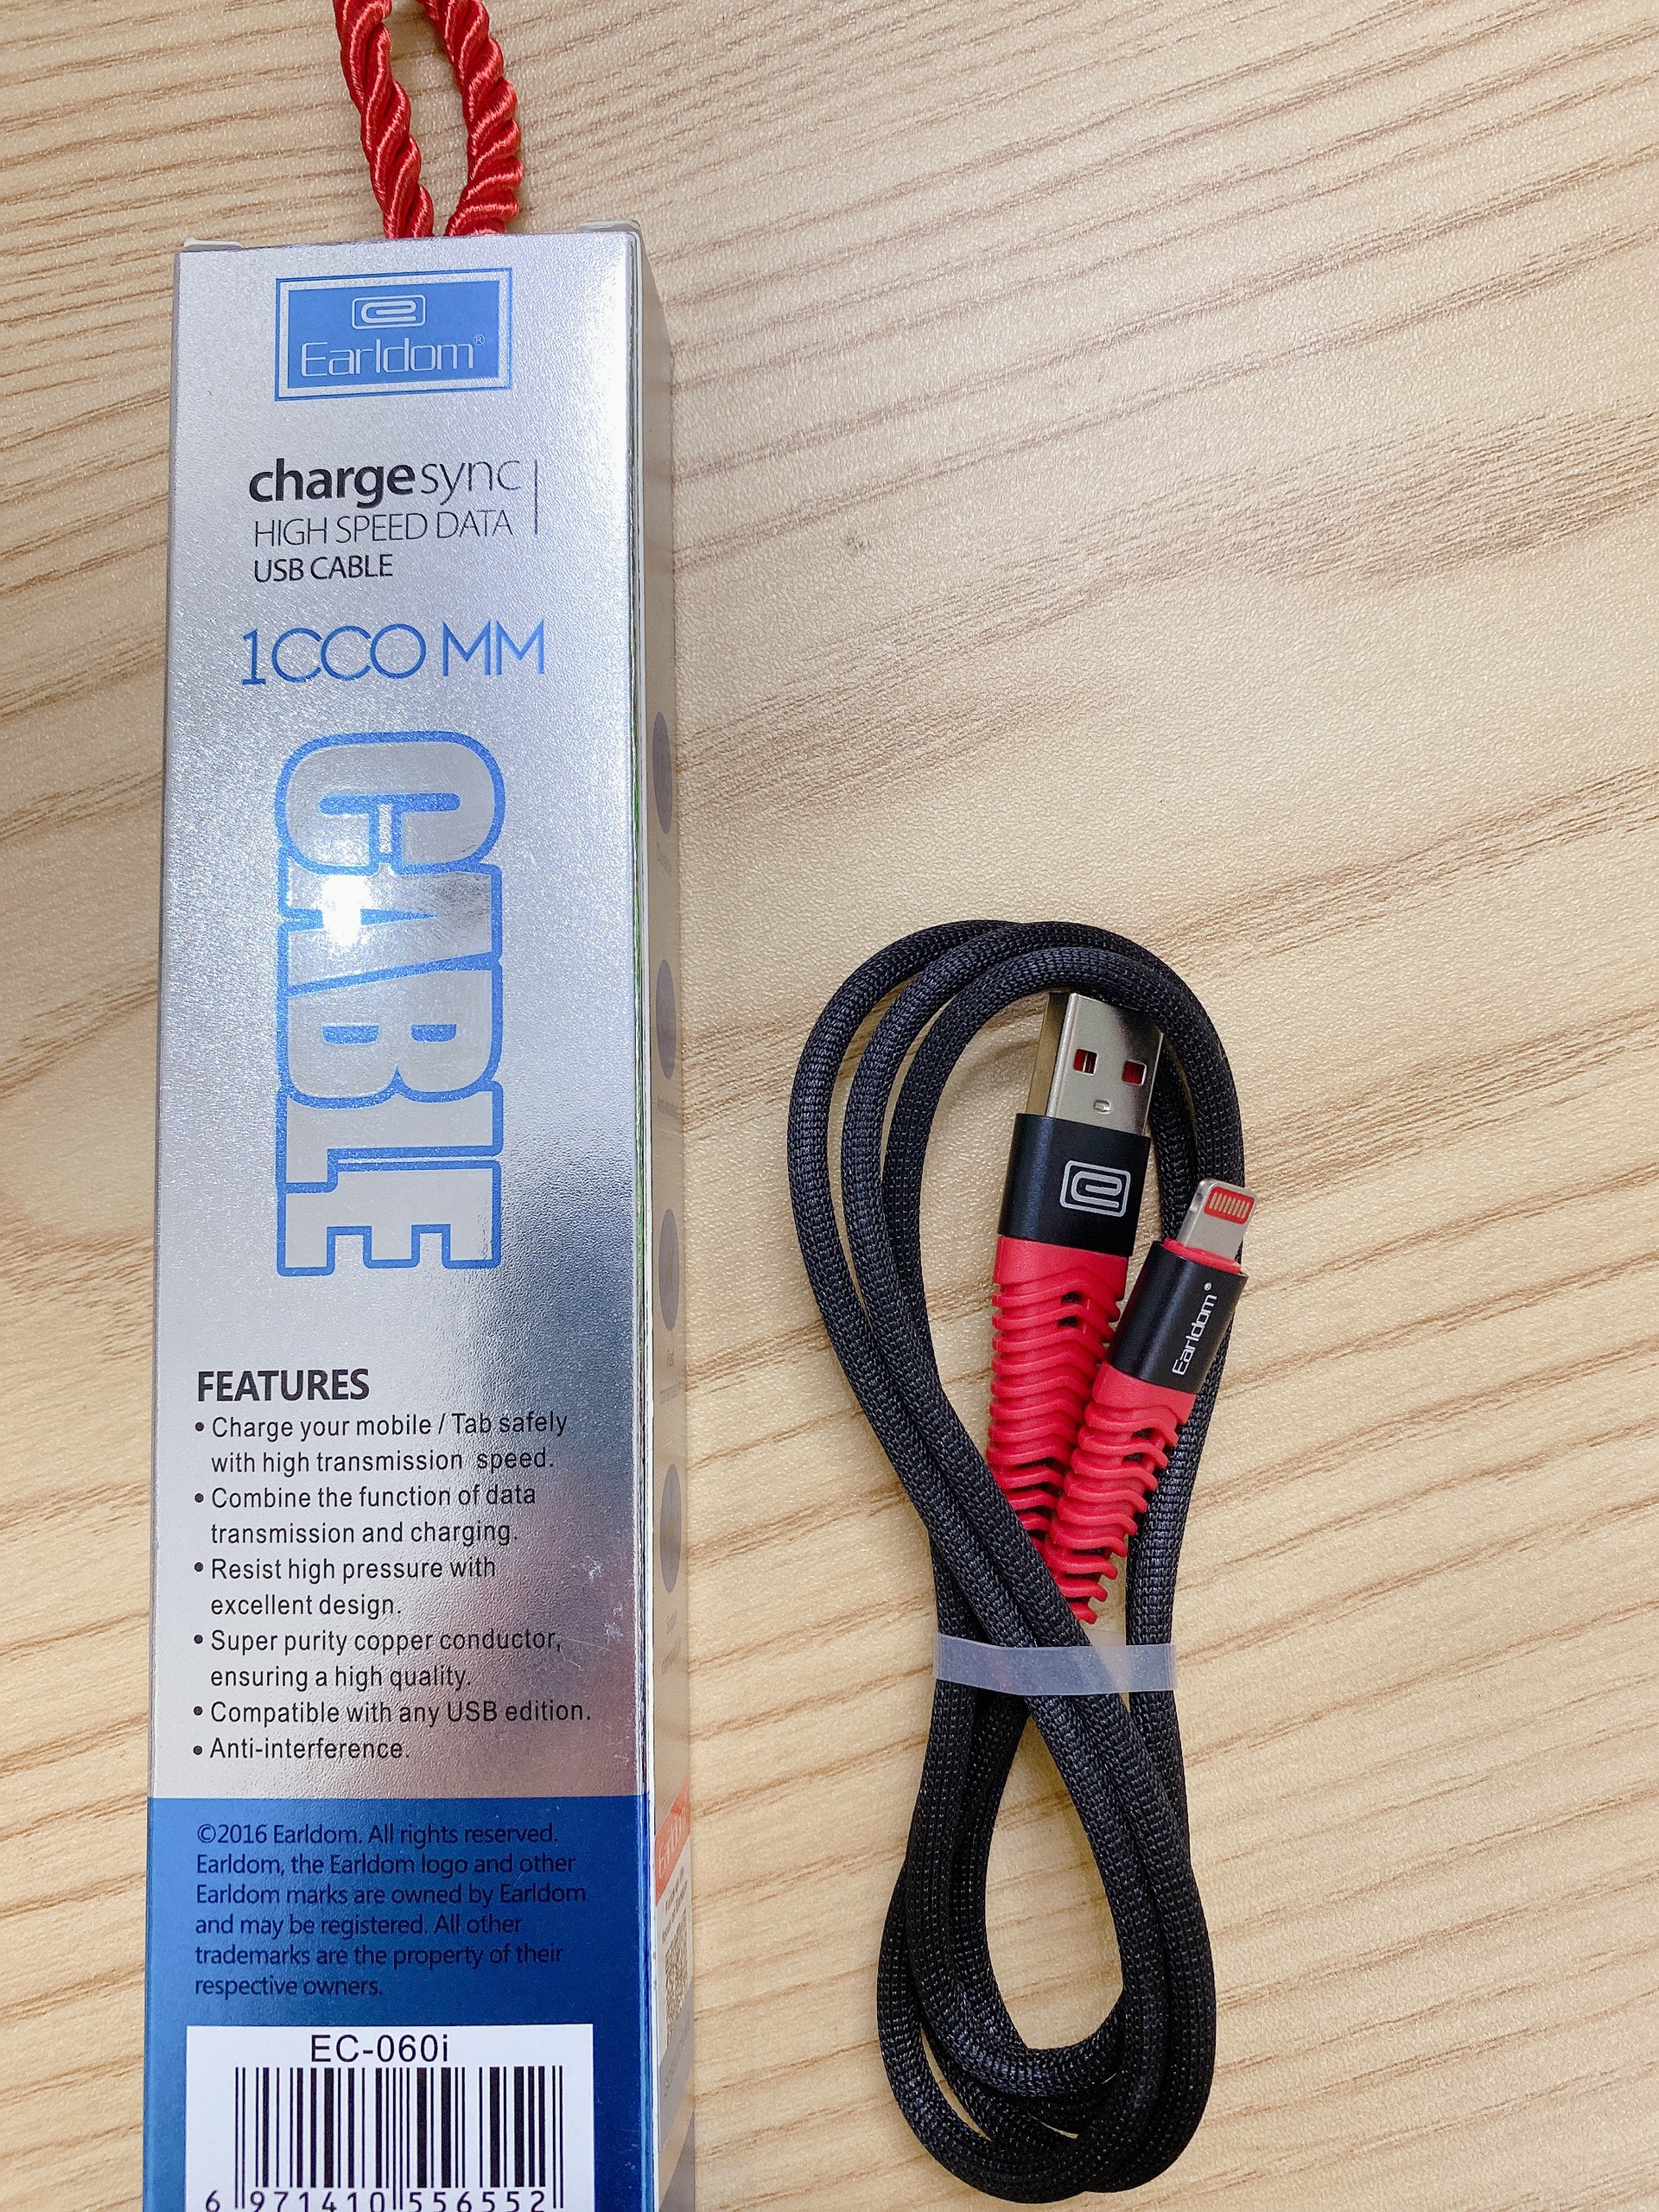 Earldom®
chargesync
HIGH SPEED DATA
USB CABLE
1000 MM
CABLE
FEATURES
• Charge your mobile / Tab safely
with high transmission speed.
• Combine the function of data
transmission and charging.
• Resist high pressure with
excellent design.
• Super purity copper conductor,
ensuring a high quality.
• Compatible with any USB edition.
• Anti-interference.
©2016 Earldom. All rights reserved.
Earldom, the Earldom logo and other
Earldom marks are owned by Earldom
and may be registered. All other
trademarks are the property of their
respective owners.
EC-060i
6 971410 556552
Earldom®